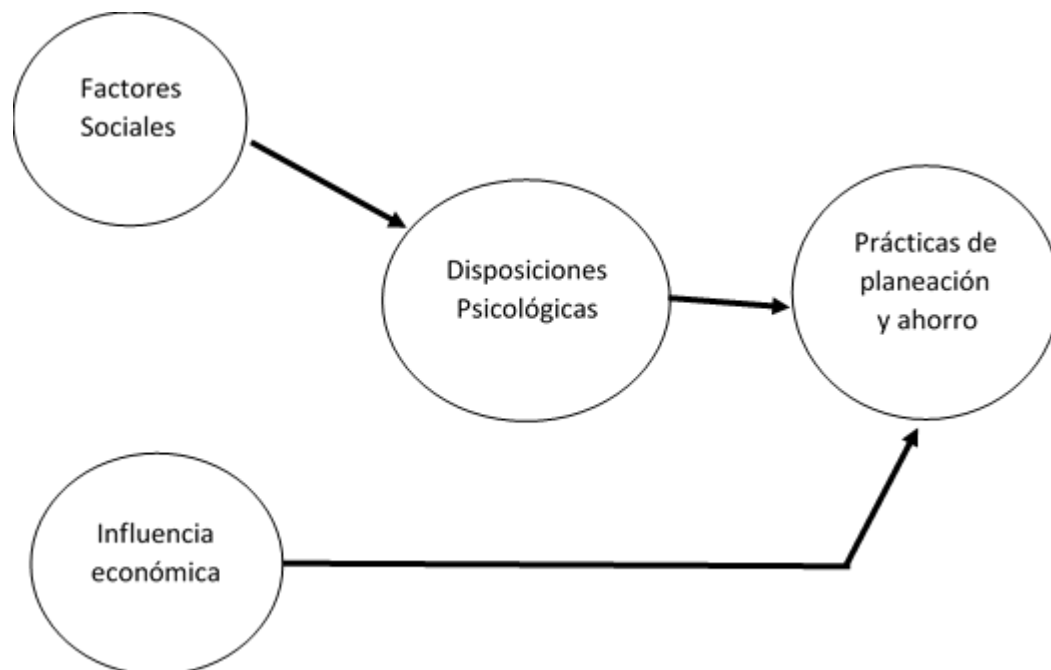 Factores
Sociales
Disposiciones
Psicológicas
Prácticas de
planeación
y ahorro
Influencia
económica